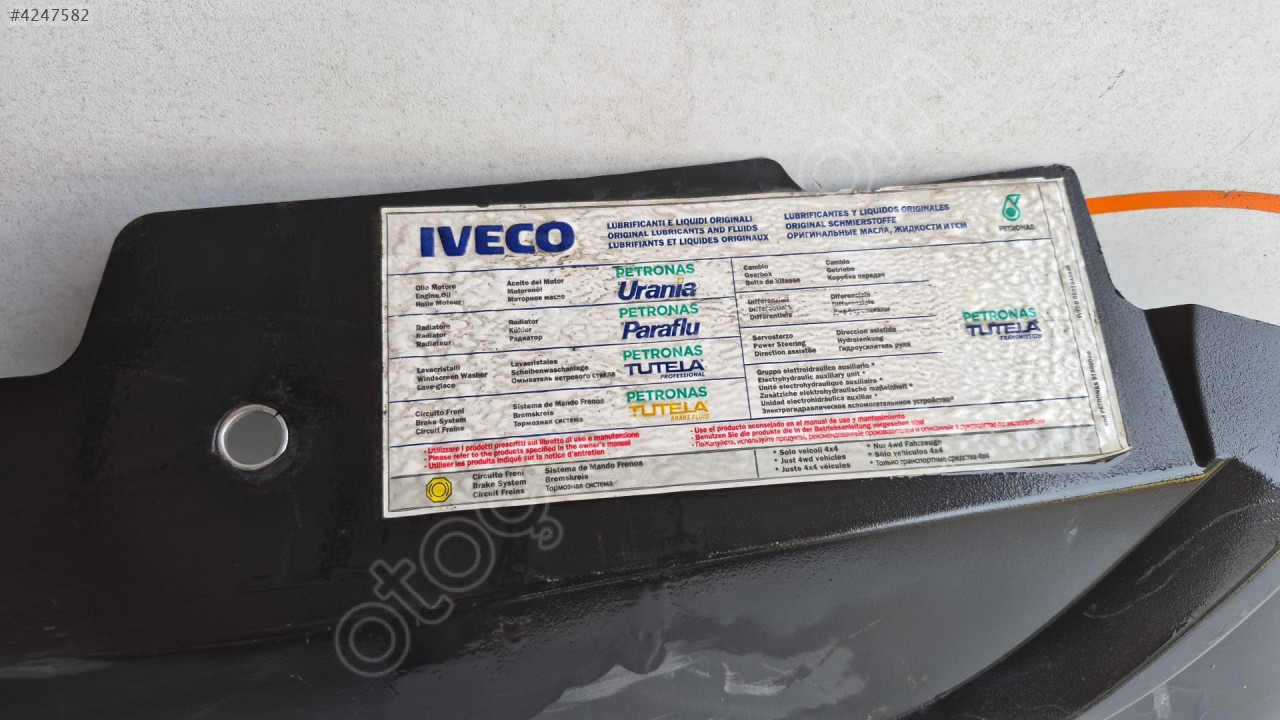 #4247582
IVECO
LUBRIFICANTI E LIQUIDI ORIGINALI
ORIGINAL LUBRICANTS AND FLUIDS
LUBRIFIANTS ET LIQUIDES ORIGINAUX
LUBRIFICANTES Y LIQUIDOS ORIGINALES
ORIGINAL SCHMIERSTOFFE
ОРИГИНАЛЬНЫЕ МАСЛА, ЖИДКОСТИ И ГСМ
PETRONAS
Olio Motore
Engine Oil
Huile Moteur
Aceite del Motor
Motorenöl
Моторное масло
PETRONAS
Urania
Radiatore
Radiator
Radiateur
Radiator
Kühler
Радиатор
PETRONAS
Paraflu
Lavacristalli
Windscreen Washer
Lave-glace
Lavacristales
Scheibenwaschanlage
Омыватель ветрового стекла
PETRONAS
TUTELA
PROFESSIONAL
Circuito Freni
Brake System
Circuit Freins
Sistema de Mando Frenos
Bremskreis
Тормозная система
PETRONAS
TUTELA
BRAKE FLUID
Cambio
Gearbox
Boîte de Vitesse
Cambio
Getriebe
Коробка передач
Differenziali
Differentials
Différentiels
Differentials
Servosterzo
Power Steering
Direction assistée
Direccion asistida
Hydrolenkung
Гидроусилитель руля
PETRONAS
TUTELA
TRANSMISSION
Gruppo elettroidraulico ausiliario *
Electrohydraulic auxiliary unit *
Unité electrohydraulique auxiliaire *
Zusätzliche elektrohydraulische maßeinheit *
Unidad electrohidráulica auxiliar *
Электрогидравлическое вспомогательное устройство*
• Utilizzare i prodotti prescritti sul libretto di uso e manutenzione
• Please refer to the products specified in the owner's manual
• Utiliser les produits indiqué sur la notice d'entretien
• Use el producto aconsejado en el manual de uso y mantenimiento
• Benutzen Sie die produkte die in der Betriebsanleitung vorgesehen sind
Circuito Freni
Brake System
Circuit Freins
Sistema de Mando Frenos
Bremskreis
Тормозная система
* Solo veicoli 4x4
* Just 4wd vehicles
* Juste 4x4 véicules
* Nur 4wd Fahrzeuge
* Sólo vehículos 4x4
* Только транспортные средства 4x4